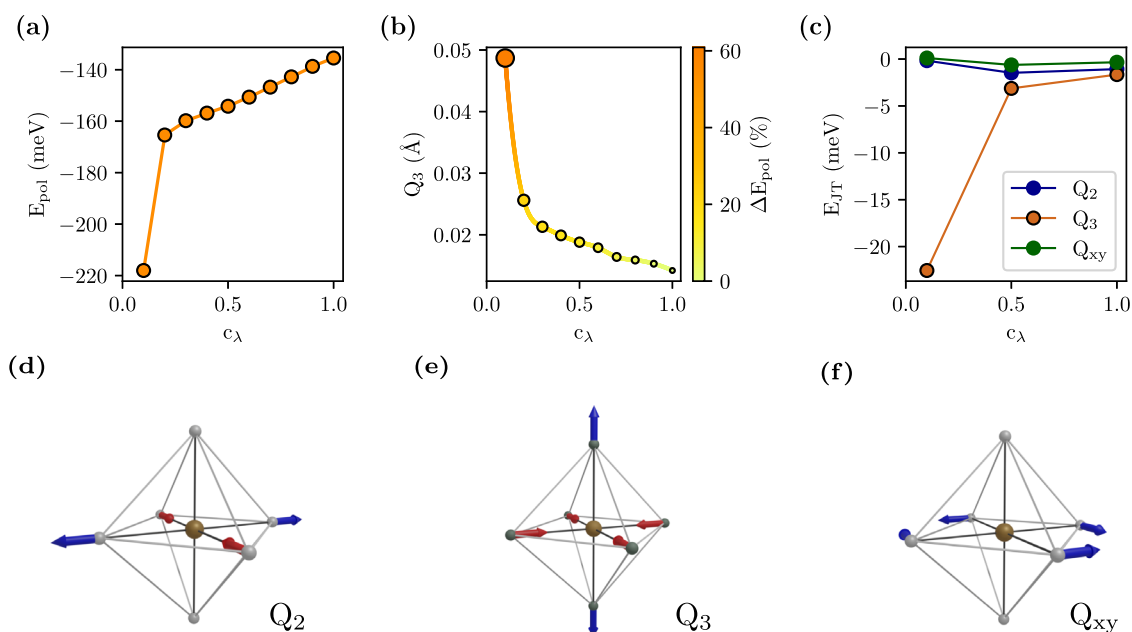 (a)
E_pol (meV)
−140
−160
−180
−200
−220
0.0
0.5
1.0
c_λ
(b)
Q_3 (Å)
0.05
0.04
0.03
0.02
0.0
0.5
1.0
c_λ
60
40
20
0
ΔE_pol (%)
(c)
E_JT (meV)
0
−5
−10
−15
−20
0.0
0.5
1.0
c_λ
Q_2
Q_3
Q_xy
(d)
Q_2
(e)
Q_3
(f)
Q_xy